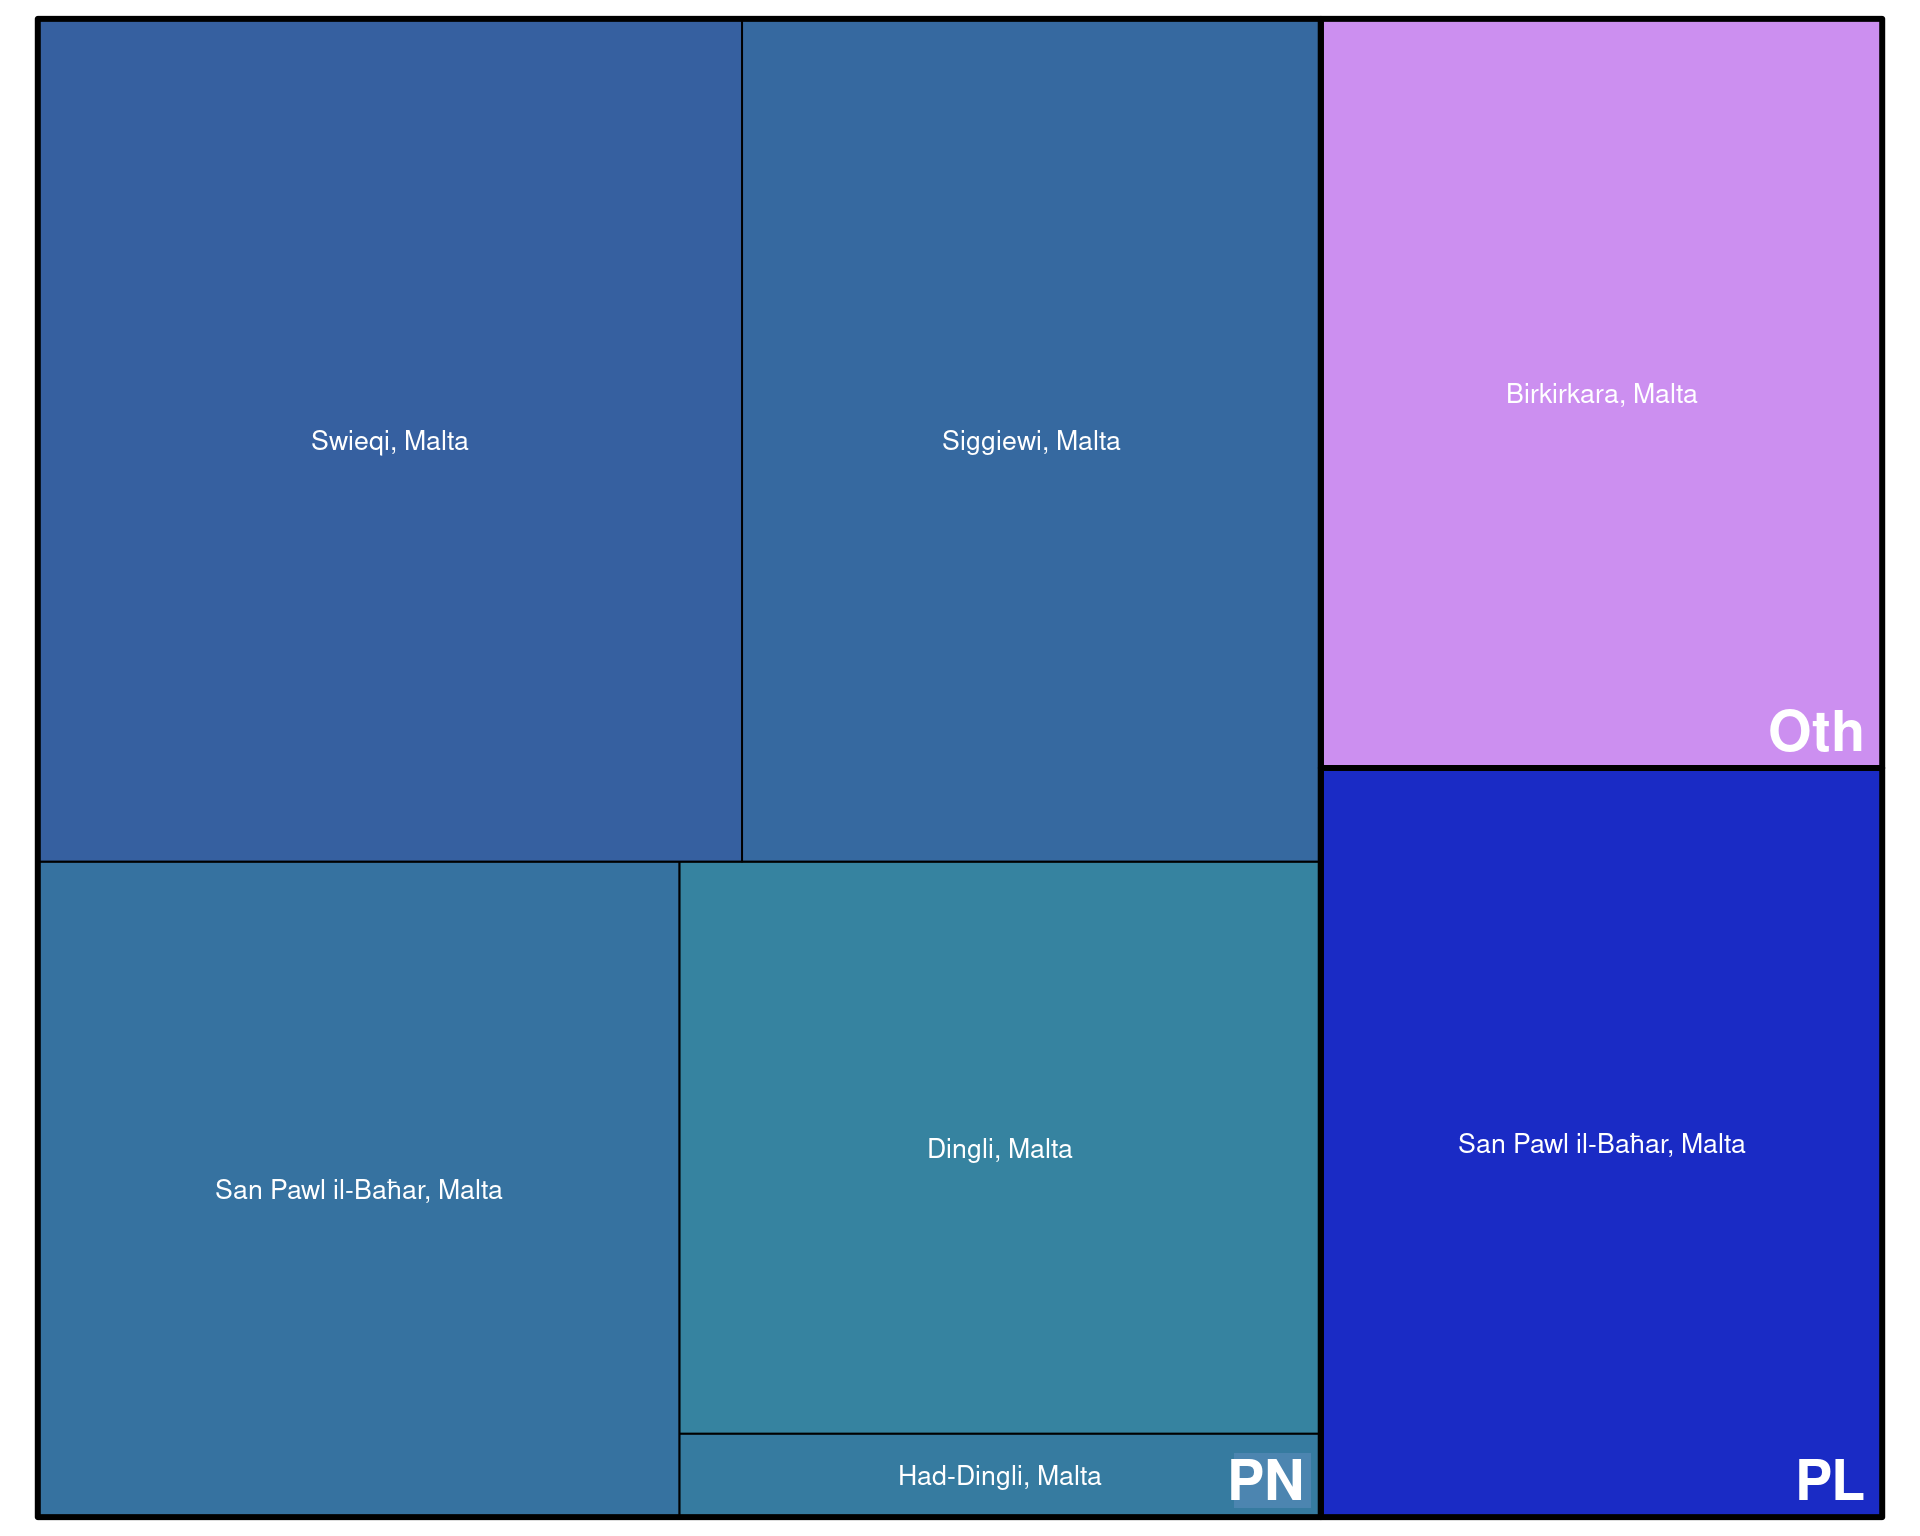 Swieqi, Malta
Siggiewi, Malta
Birkirkara, Malta
Oth
San Pawl il-Baħar, Malta
Dingli, Malta
Had-Dingli, Malta
PN
San Pawl il-Baħar, Malta
PL